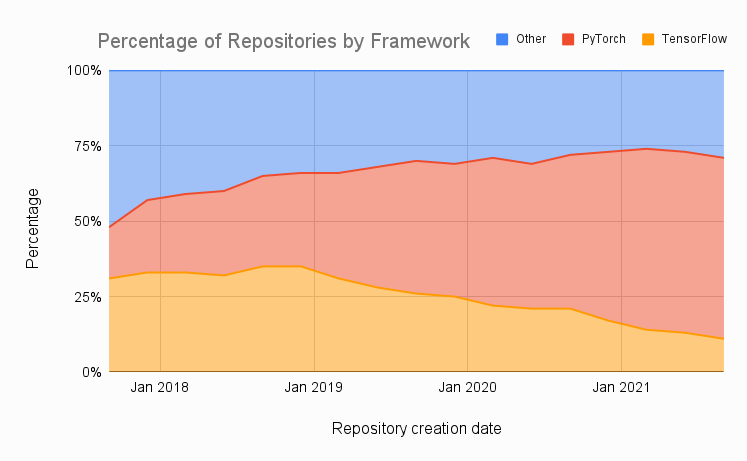 Percentage of Repositories by Framework
Other PyTorch TensorFlow
100%
75%
50%
25%
0%
Percentage
Jan 2018 Jan 2019 Jan 2020 Jan 2021
Repository creation date